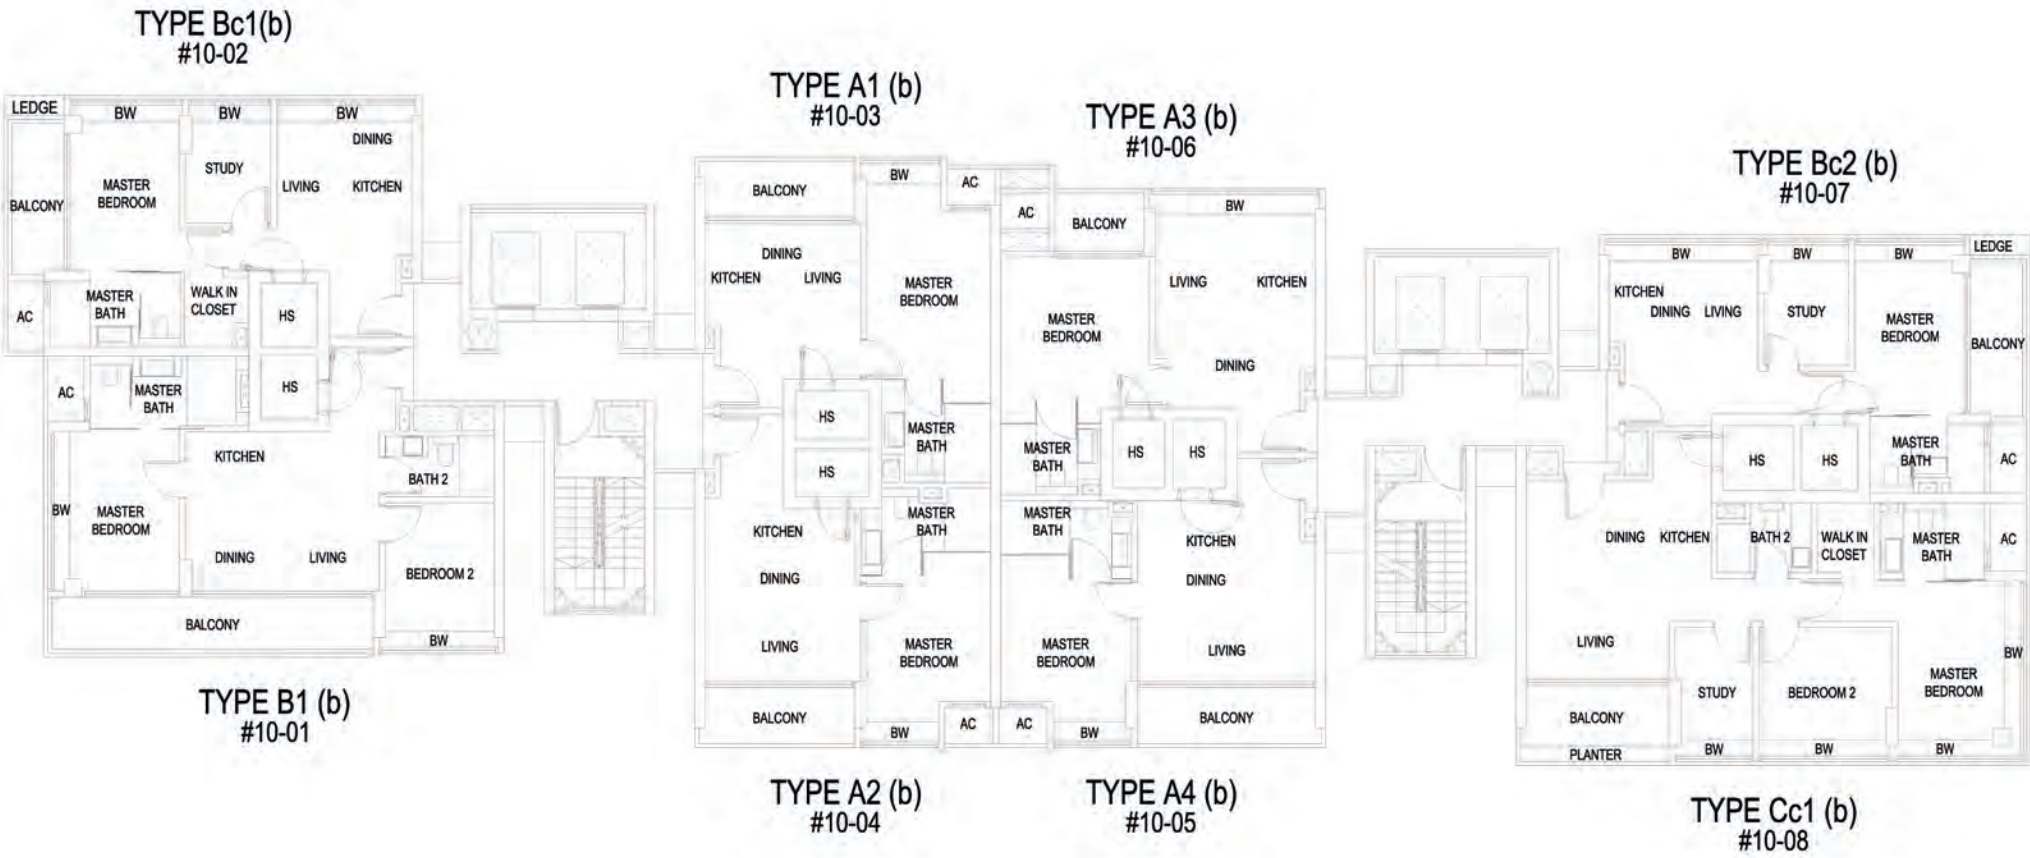 TYPE Bc1(b)
#10-02
LEDGE
BW
BW
BW
DINING
STUDY
LIVING
KITCHEN
MASTER
BEDROOM
BALCONY
MASTER
BATH
WALK IN
CLOSET
HS
AC
AC
MASTER
BATH
HS
KITCHEN
BATH 2
BW
MASTER
BEDROOM
DINING
LIVING
BEDROOM 2
BALCONY
BW
TYPE B1 (b)
#10-01
TYPE A1 (b)
#10-03
BALCONY
BW
AC
DINING
KITCHEN
LIVING
MASTER
BEDROOM
HS
MASTER
BATH
TYPE A3 (b)
#10-06
AC
BALCONY
BW
LIVING
KITCHEN
MASTER
BEDROOM
DINING
MASTER
BATH
HS
HS
HS
MASTER
BATH
KITCHEN
DINING
LIVING
MASTER
BEDROOM
BALCONY
BW
AC
TYPE A2 (b)
#10-04
MASTER
BATH
KITCHEN
DINING
MASTER
BEDROOM
LIVING
AC
BW
BALCONY
TYPE A4 (b)
#10-05
TYPE Bc2 (b)
#10-07
BW
BW
BW
LEDGE
KITCHEN
DINING
LIVING
STUDY
MASTER
BEDROOM
BALCONY
HS
HS
MASTER
BATH
AC
DINING
KITCHEN
BATH 2
WALK IN
CLOSET
MASTER
BATH
AC
LIVING
BW
STUDY
BEDROOM 2
MASTER
BEDROOM
BALCONY
PLANTER
BW
BW
BW
TYPE Cc1 (b)
#10-08